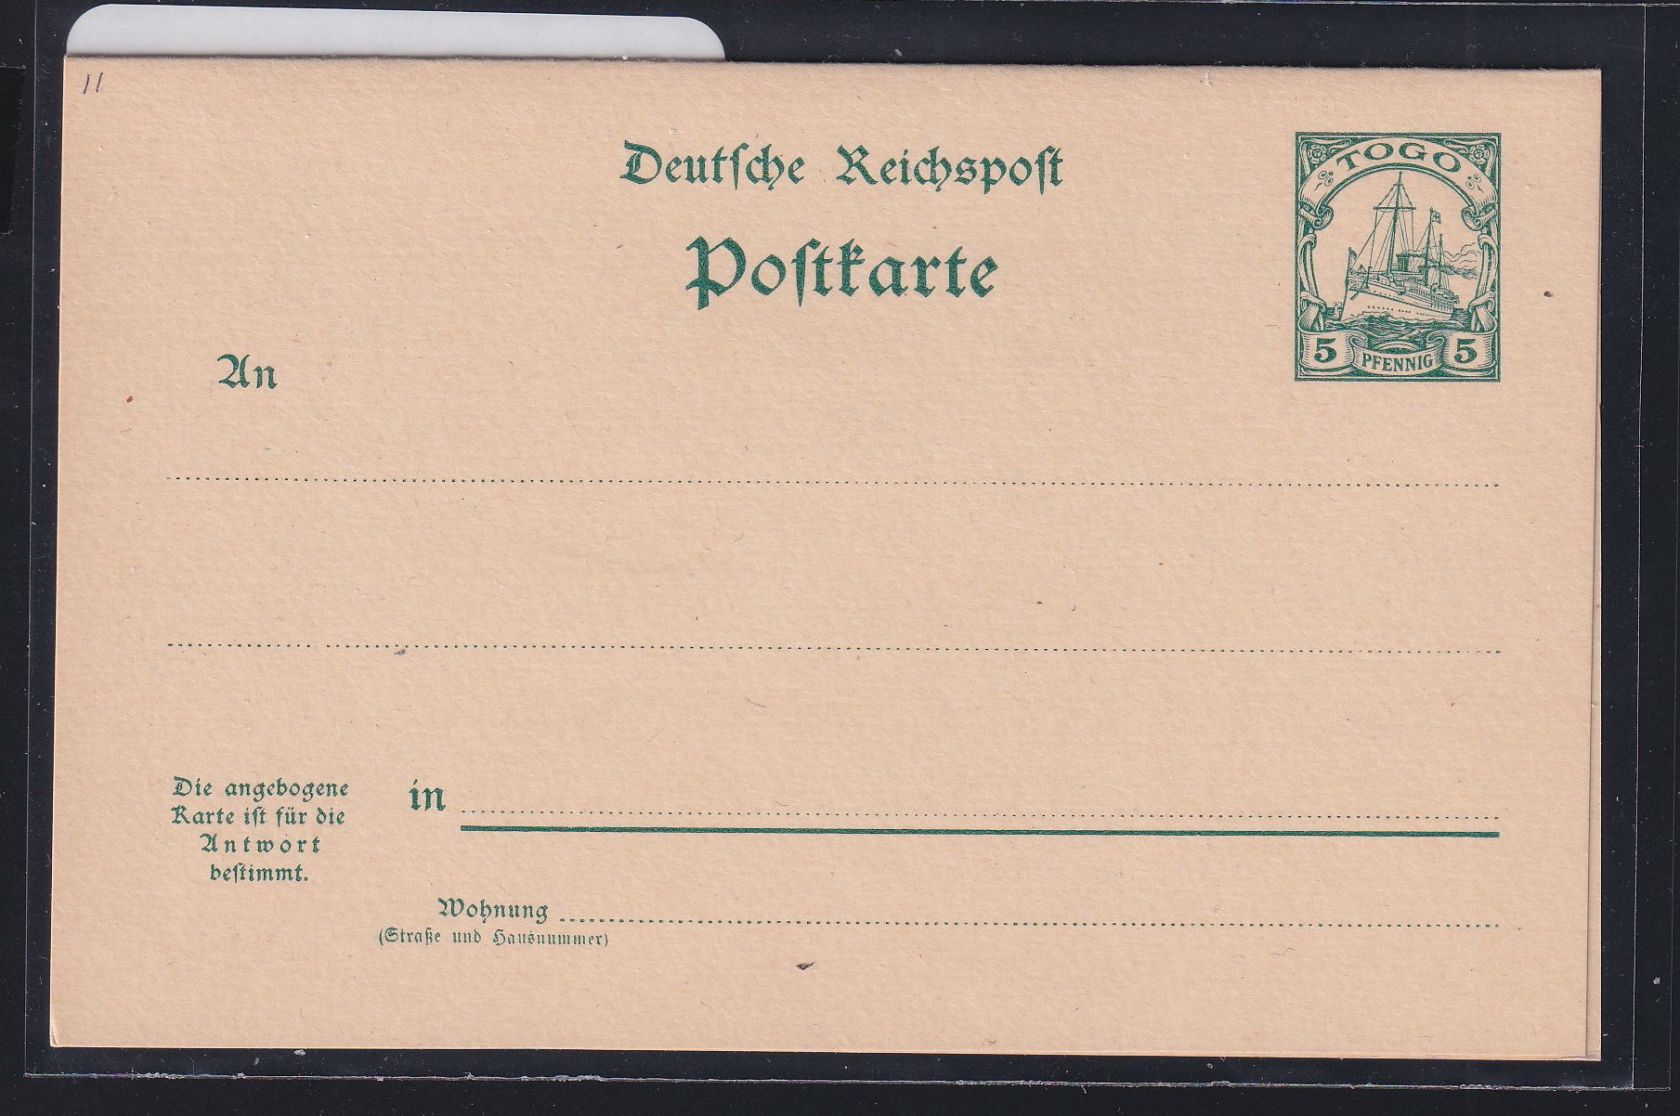 11
Deutſche Reichspoſt
TOGO
Poſtkarte
5 PFENNIG 5
An
Die angebogene
Karte iſt für die
Antwort
beſtimmt.
in
Wohnung
(Straße und Hausnummer)